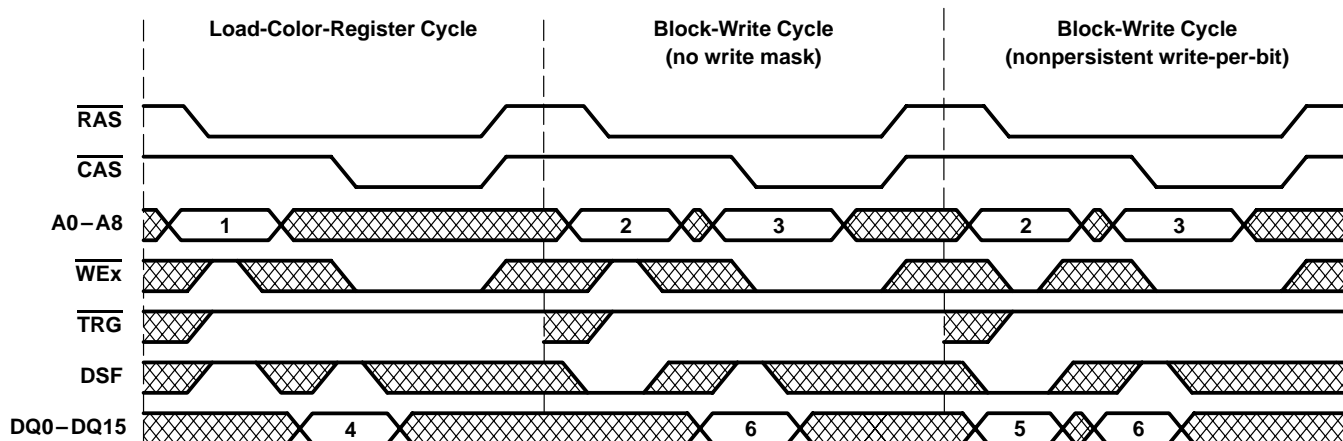 Load-Color-Register Cycle
Block-Write Cycle
(no write mask)
Block-Write Cycle
(nonpersistent write-per-bit)
RAS
CAS
A0–A8 1 2 3 2 3
WEx
TRG
DSF
DQ0–DQ15 4 6 5 6